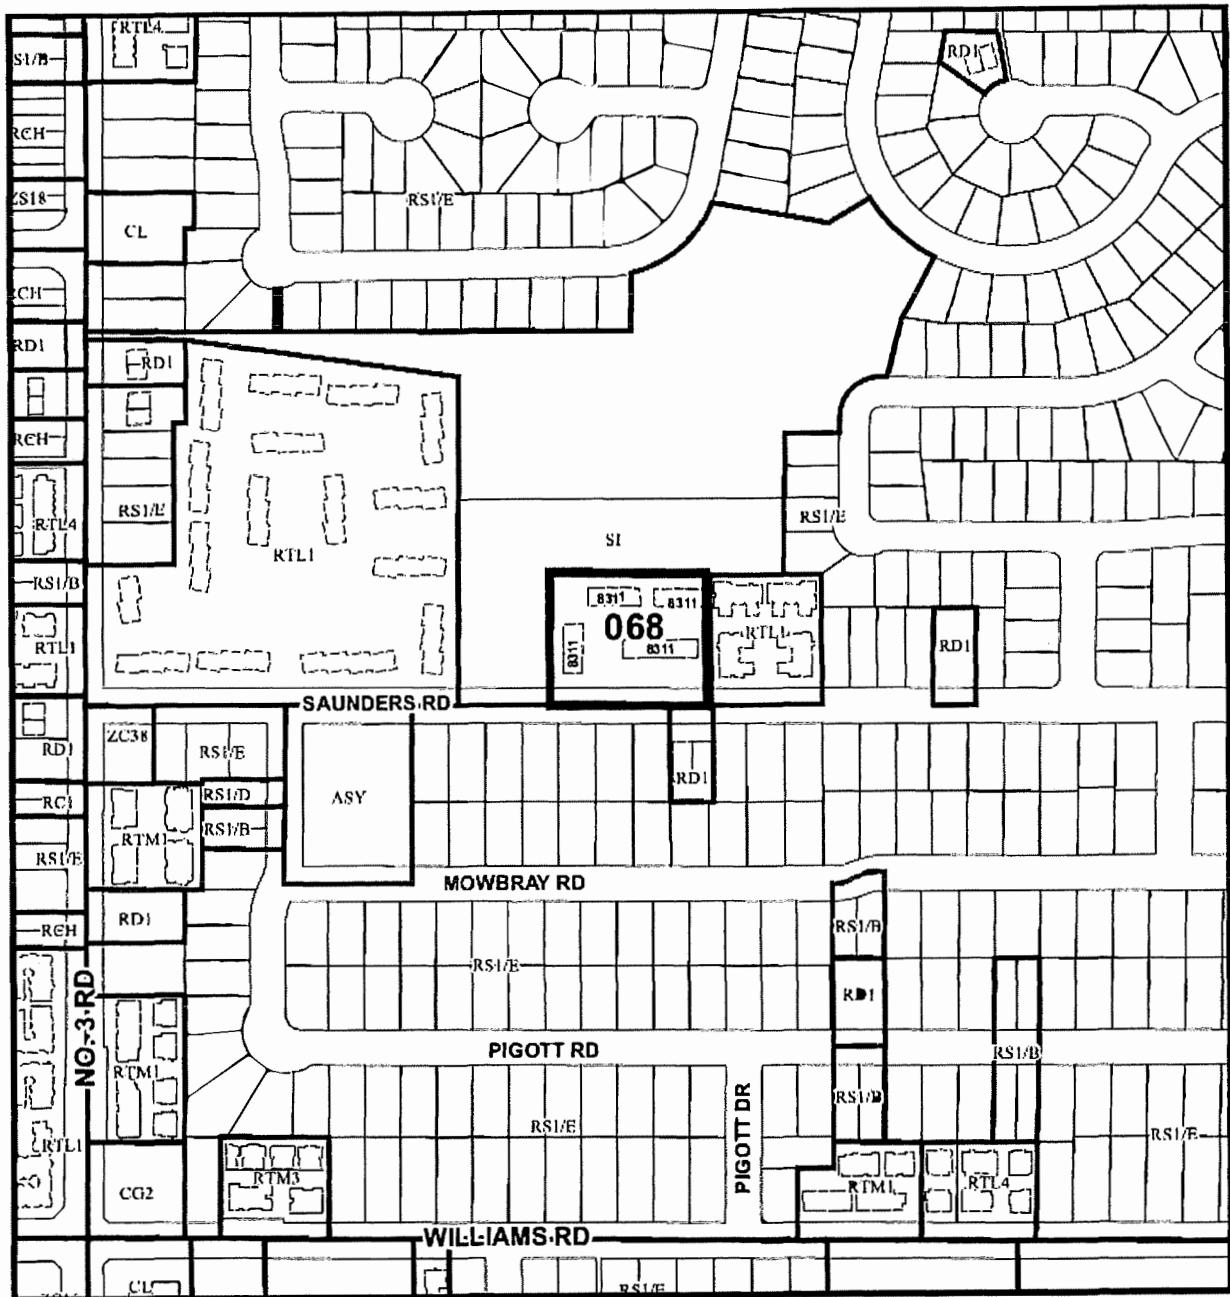 RTL4
S1/B
RD1
RCH
ZS18
RS1/E
CL
RCH
RD1
RD1
RCH
RS1/E
RS1/E
RTL4
SI
RTL1
RS1/B
8311
8311
068
RTL1
RTL1
8311
8311
RD1
SAUNDERS RD
ZC38
RD1
RS1/E
RD1
RS1/D
ASY
RC1
RS1/B
RTM1
RS1/E
MOWBRAY RD
RD1
RS1/B
RCH
RS1/E
RD1
NO. 3 RD
PIGOTT RD
RS1/B
RTM1
RS1/B
PIGOTT DR
RS1/E
RS1/E
RTL1
RTM3
RTM1
RTL4
CG2
WILLIAMS RD
CL
RS1/E